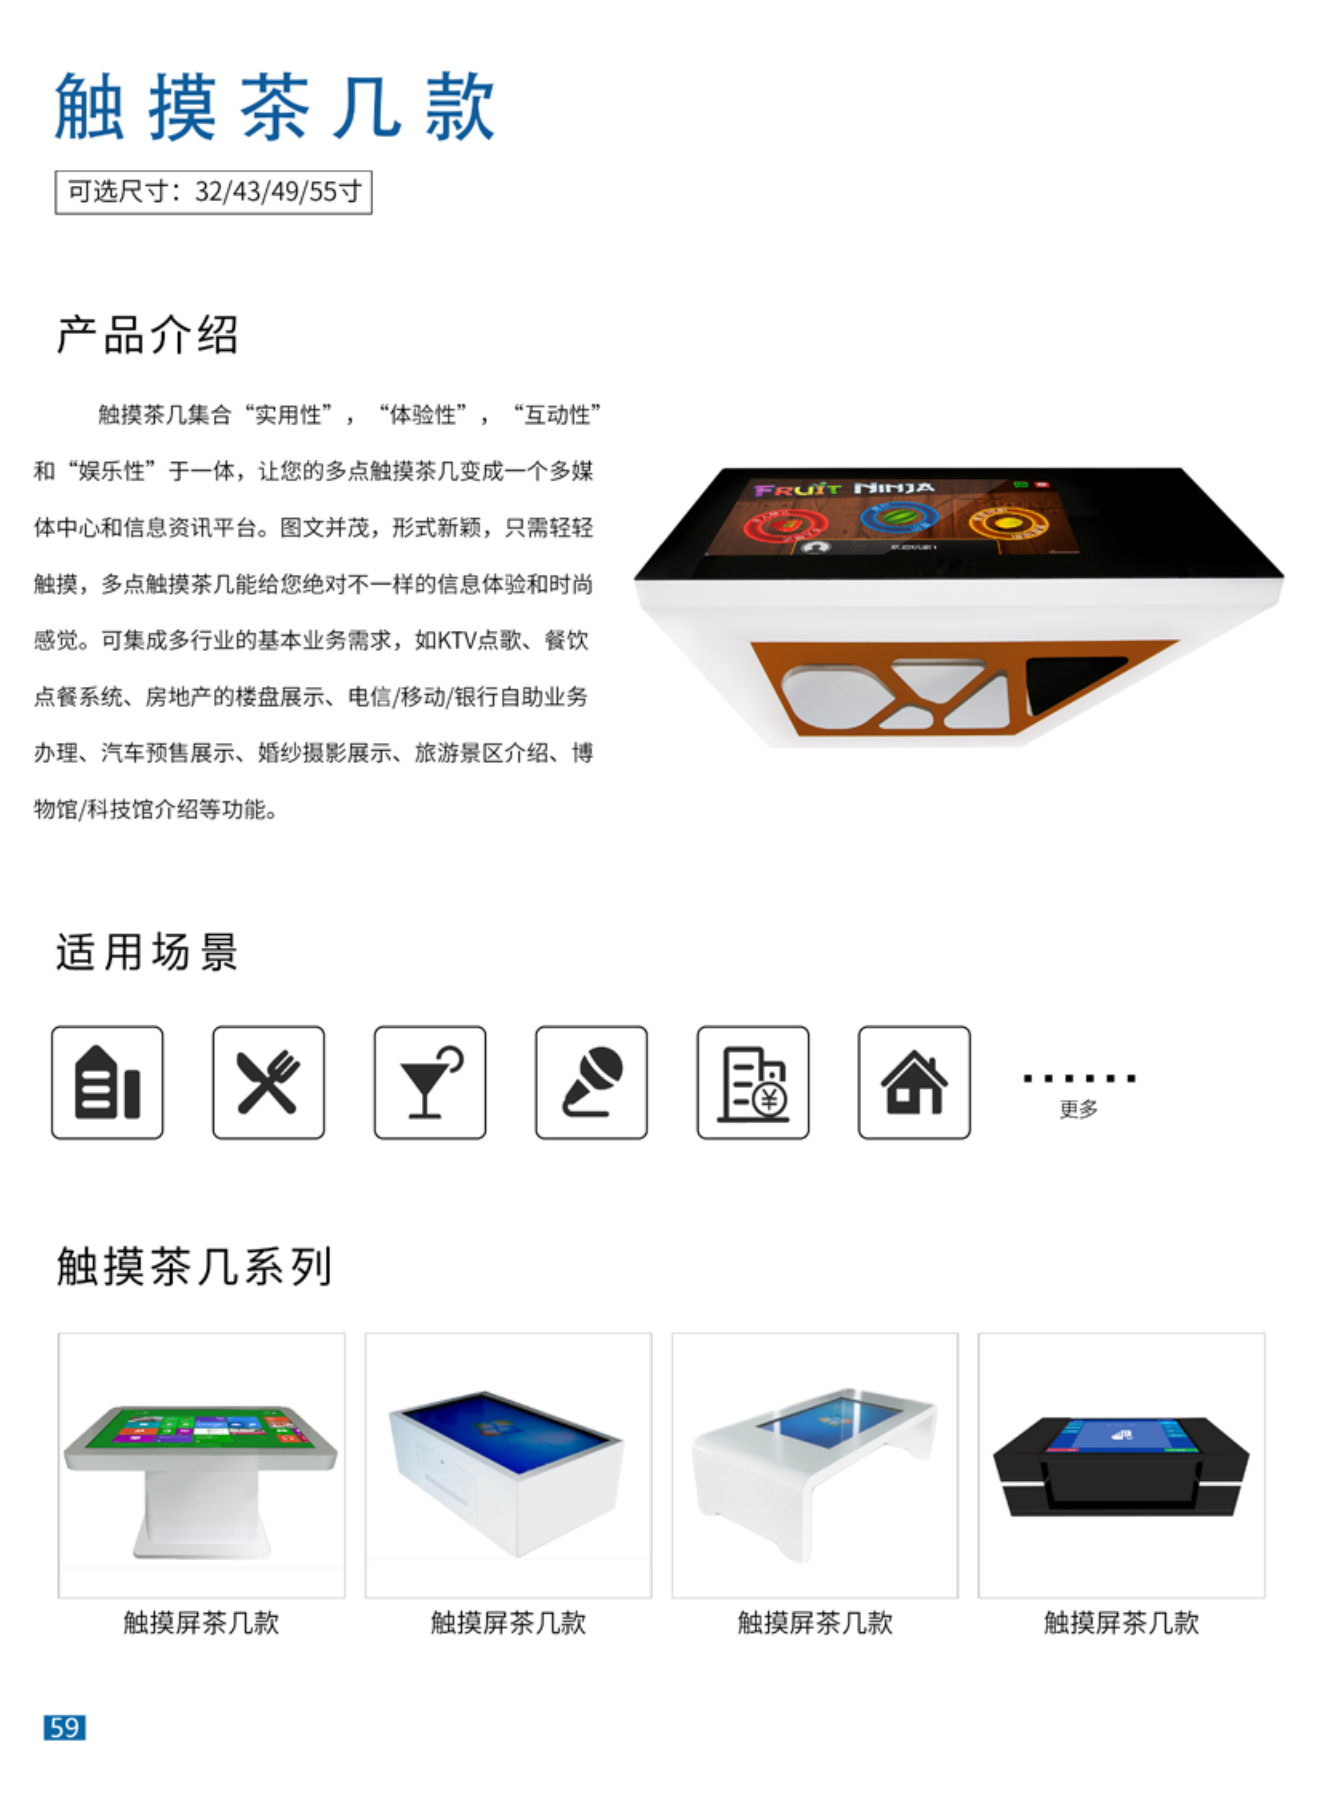 触摸茶几款
可选尺寸：32/43/49/55寸
产品介绍
触摸茶几集合“实用性”，“体验性”，“互动性”
和“娱乐性”于一体，让您的多点触摸茶几变成一个多媒
体中心和信息资讯平台。图文并茂，形式新颖，只需轻轻
触摸，多点触摸茶几能给您绝对不一样的信息体验和时尚
感觉。可集成多行业的基本业务需求，如KTV点歌、餐饮
点餐系统、房地产的楼盘展示、电信/移动/银行自助业务
办理、汽车预售展示、婚纱摄影展示、旅游景区介绍、博
物馆/科技馆介绍等功能。
FRUIT NINJA
适用场景
¥
······
更多
触摸茶几系列
触摸屏茶几款
触摸屏茶几款
触摸屏茶几款
触摸屏茶几款
59